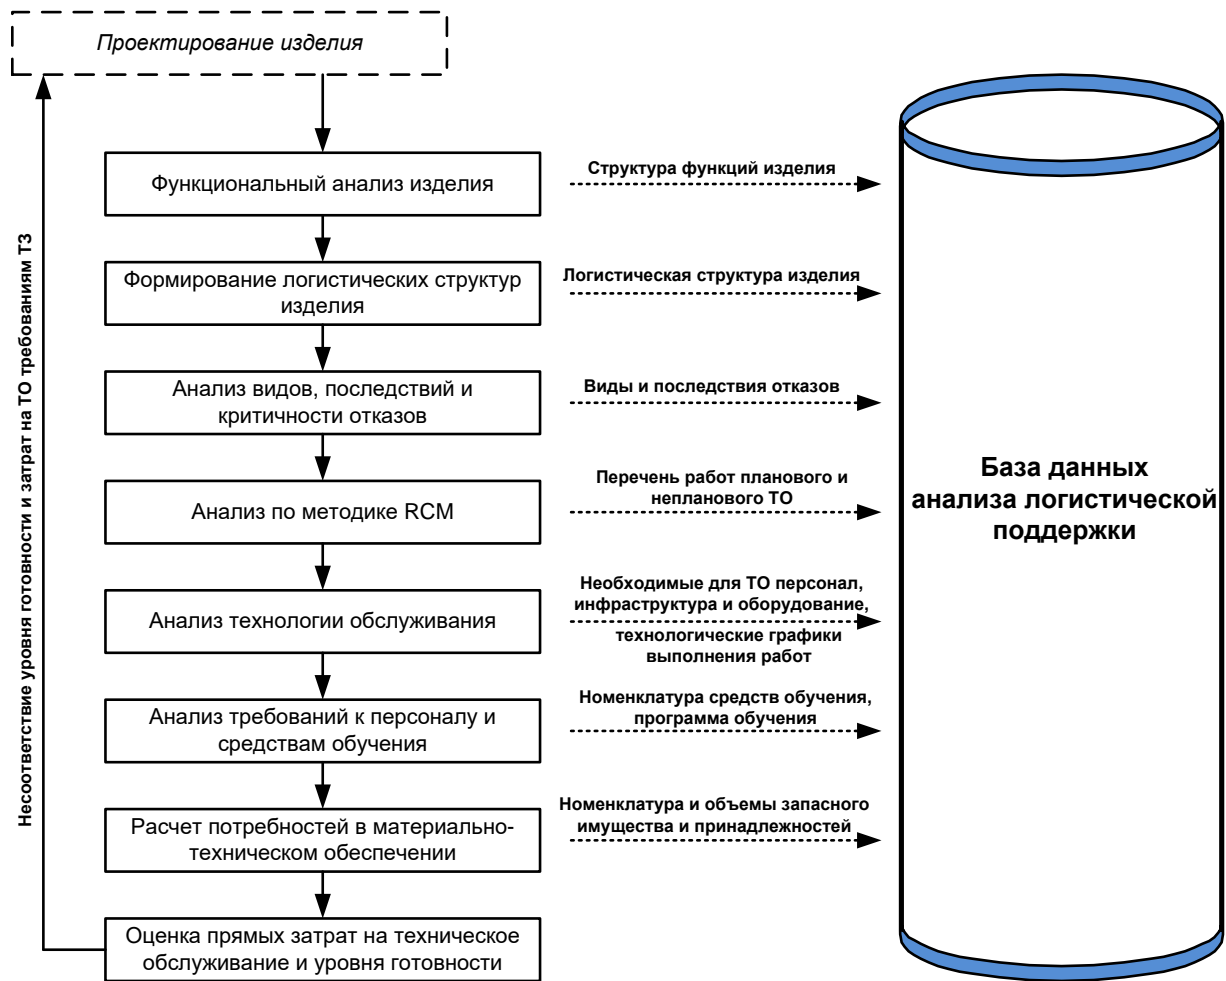 Проектирование изделия
Функциональный анализ изделия
Структура функций изделия
Формирование логистических структур
изделия
Логистическая структура изделия
Анализ видов, последствий и
критичности отказов
Виды и последствия отказов
Анализ по методике RCM
Перечень работ планового и
непланового ТО
Анализ технологии обслуживания
Необходимые для ТО персонал,
инфраструктура и оборудование,
технологические графики
выполнения работ
Анализ требований к персоналу и
средствам обучения
Номенклатура средств обучения,
программа обучения
Расчет потребностей в материально-
техническом обеспечении
Номенклатура и объемы запасного
имущества и принадлежностей
Оценка прямых затрат на техническое
обслуживание и уровня готовности
Несоответствие уровня готовности и затрат на ТО требованиям ТЗ
База данных
анализа логистической
поддержки